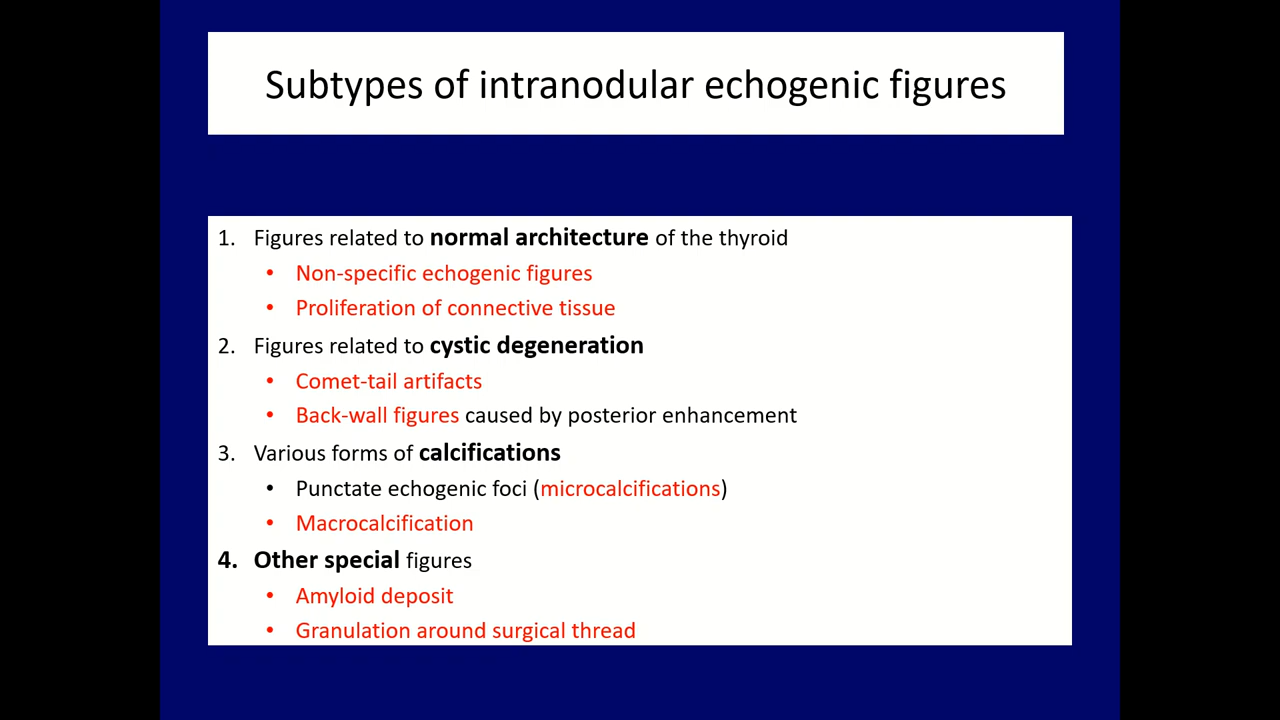 Subtypes of intranodular echogenic figures
1. Figures related to normal architecture of the thyroid
• Non-specific echogenic figures
• Proliferation of connective tissue
2. Figures related to cystic degeneration
• Comet-tail artifacts
• Back-wall figures caused by posterior enhancement
3. Various forms of calcifications
• Punctate echogenic foci (microcalcifications)
• Macrocalcification
4. Other special figures
• Amyloid deposit
• Granulation around surgical thread